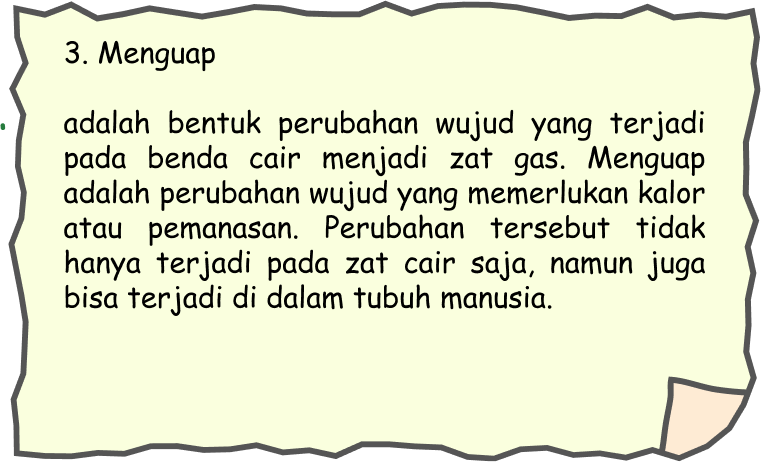 3. Menguap
adalah bentuk perubahan wujud yang terjadi
pada benda cair menjadi zat gas. Menguap
adalah perubahan wujud yang memerlukan kalor
atau pemanasan. Perubahan tersebut tidak
hanya terjadi pada zat cair saja, namun juga
bisa terjadi di dalam tubuh manusia.